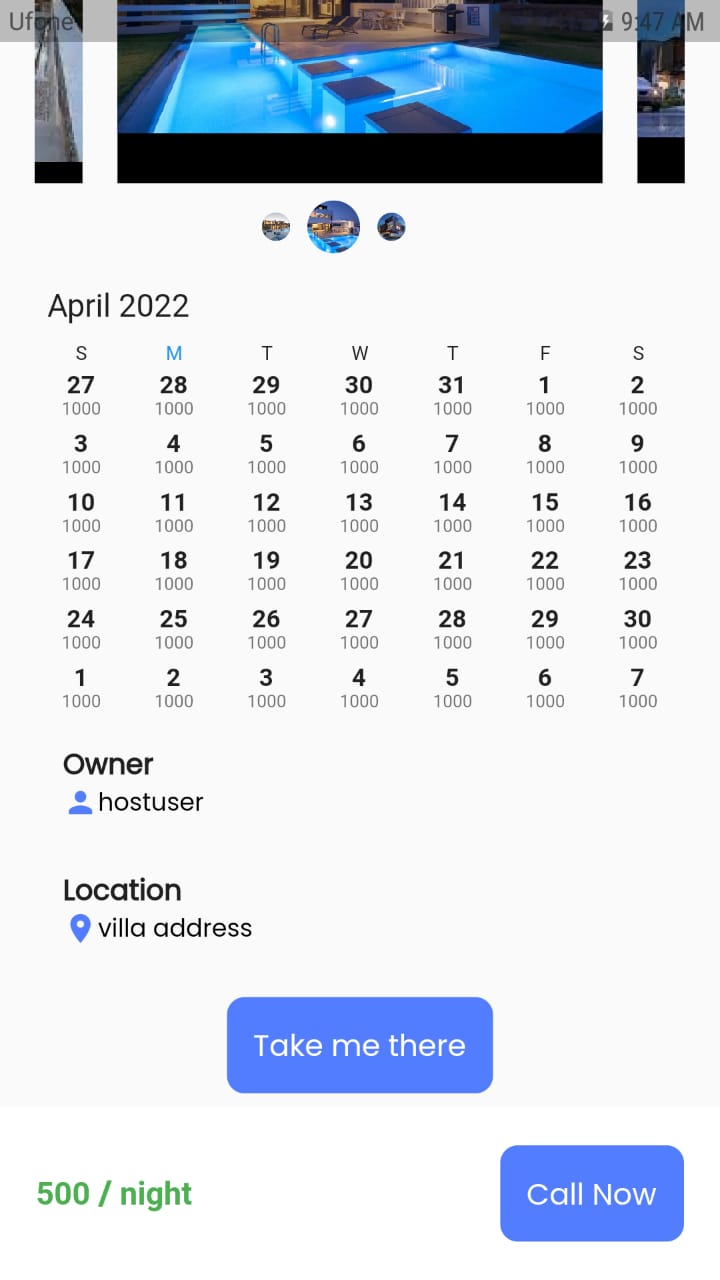 Ufone
9:47 AM
April 2022
S M T W T F S
27 28 29 30 31 1 2
1000 1000 1000 1000 1000 1000 1000
3 4 5 6 7 8 9
1000 1000 1000 1000 1000 1000 1000
10 11 12 13 14 15 16
1000 1000 1000 1000 1000 1000 1000
17 18 19 20 21 22 23
1000 1000 1000 1000 1000 1000 1000
24 25 26 27 28 29 30
1000 1000 1000 1000 1000 1000 1000
1 2 3 4 5 6 7
1000 1000 1000 1000 1000 1000 1000
Owner
hostuser
Location
villa address
Take me there
500 / night
Call Now